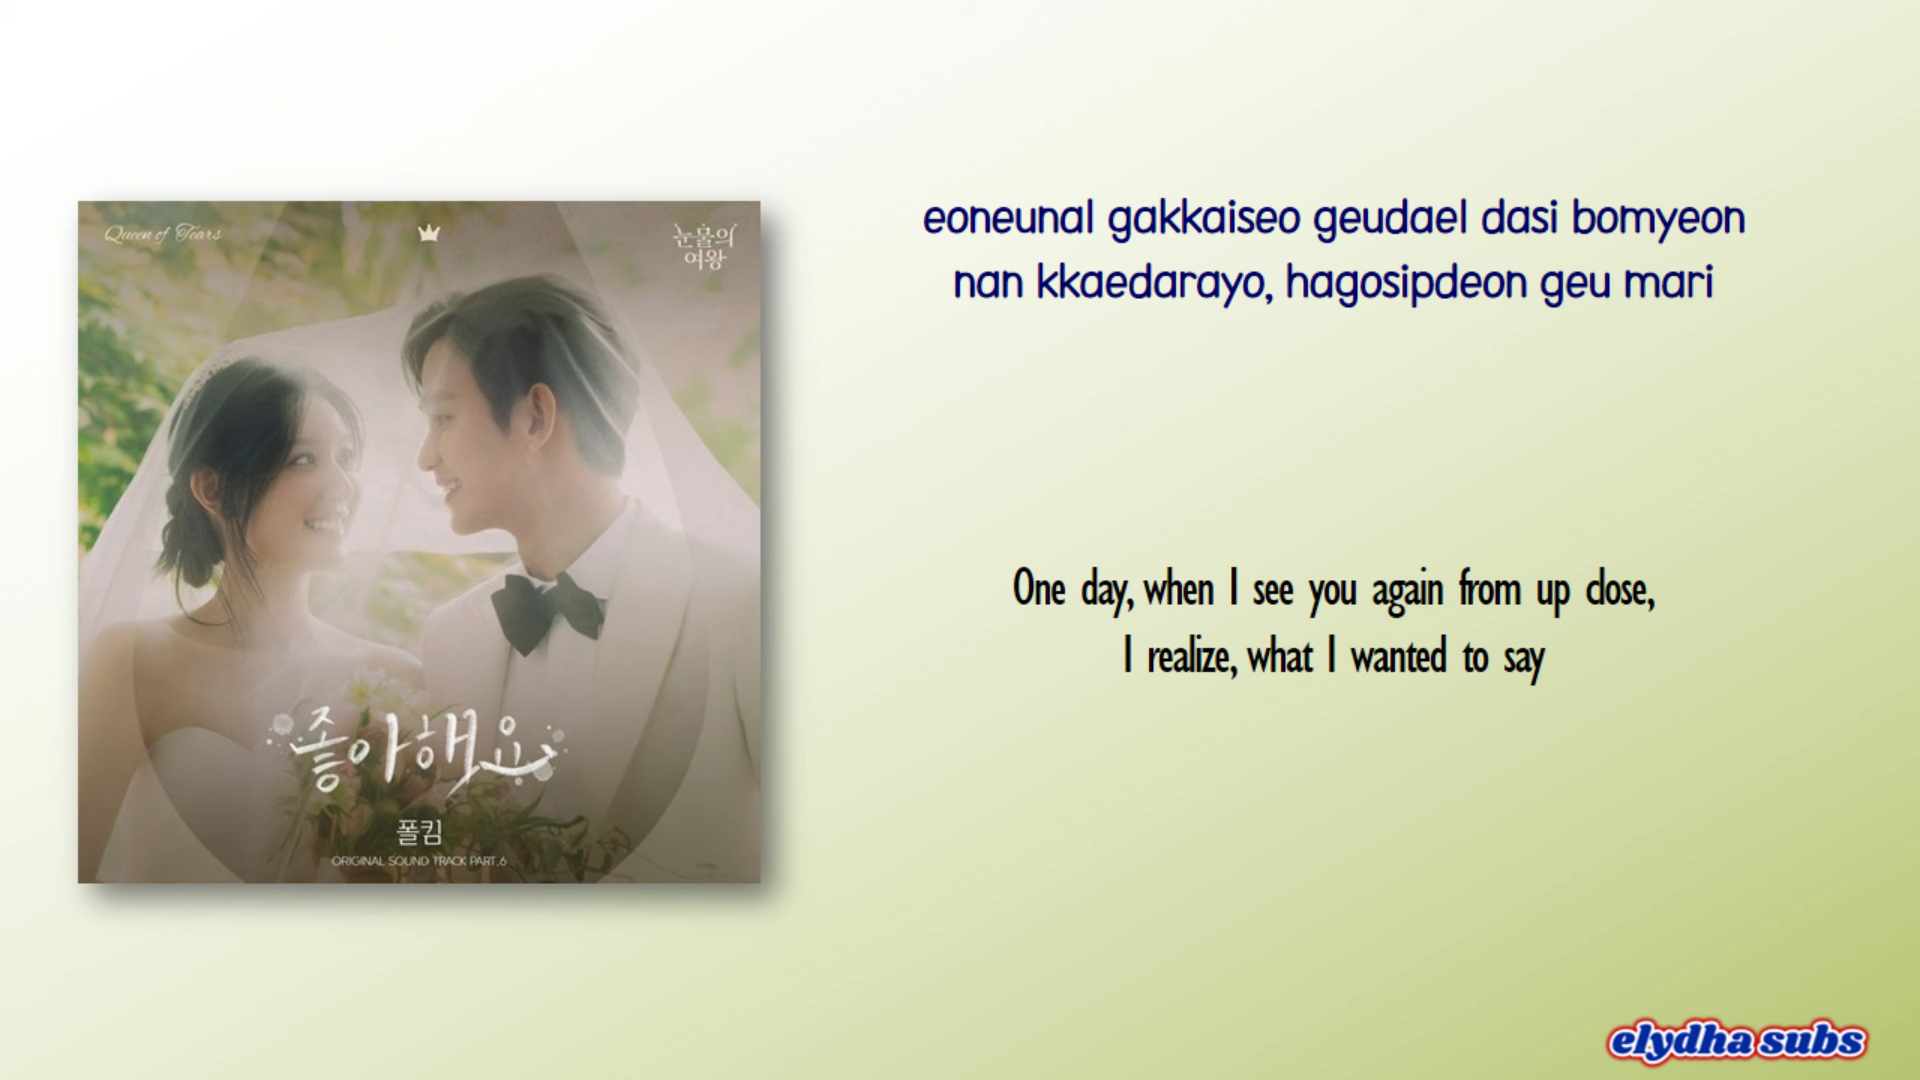 Queen of Tears
눈물의
여왕
좋아해요
폴킴
ORIGINAL SOUND TRACK PART.6
eoneunal gakkaiseo geudael dasi bomyeon
nan kkaedarayo, hagosipdeon geu mari
One day, when I see you again from up close,
I realize, what I wanted to say
elydha subs